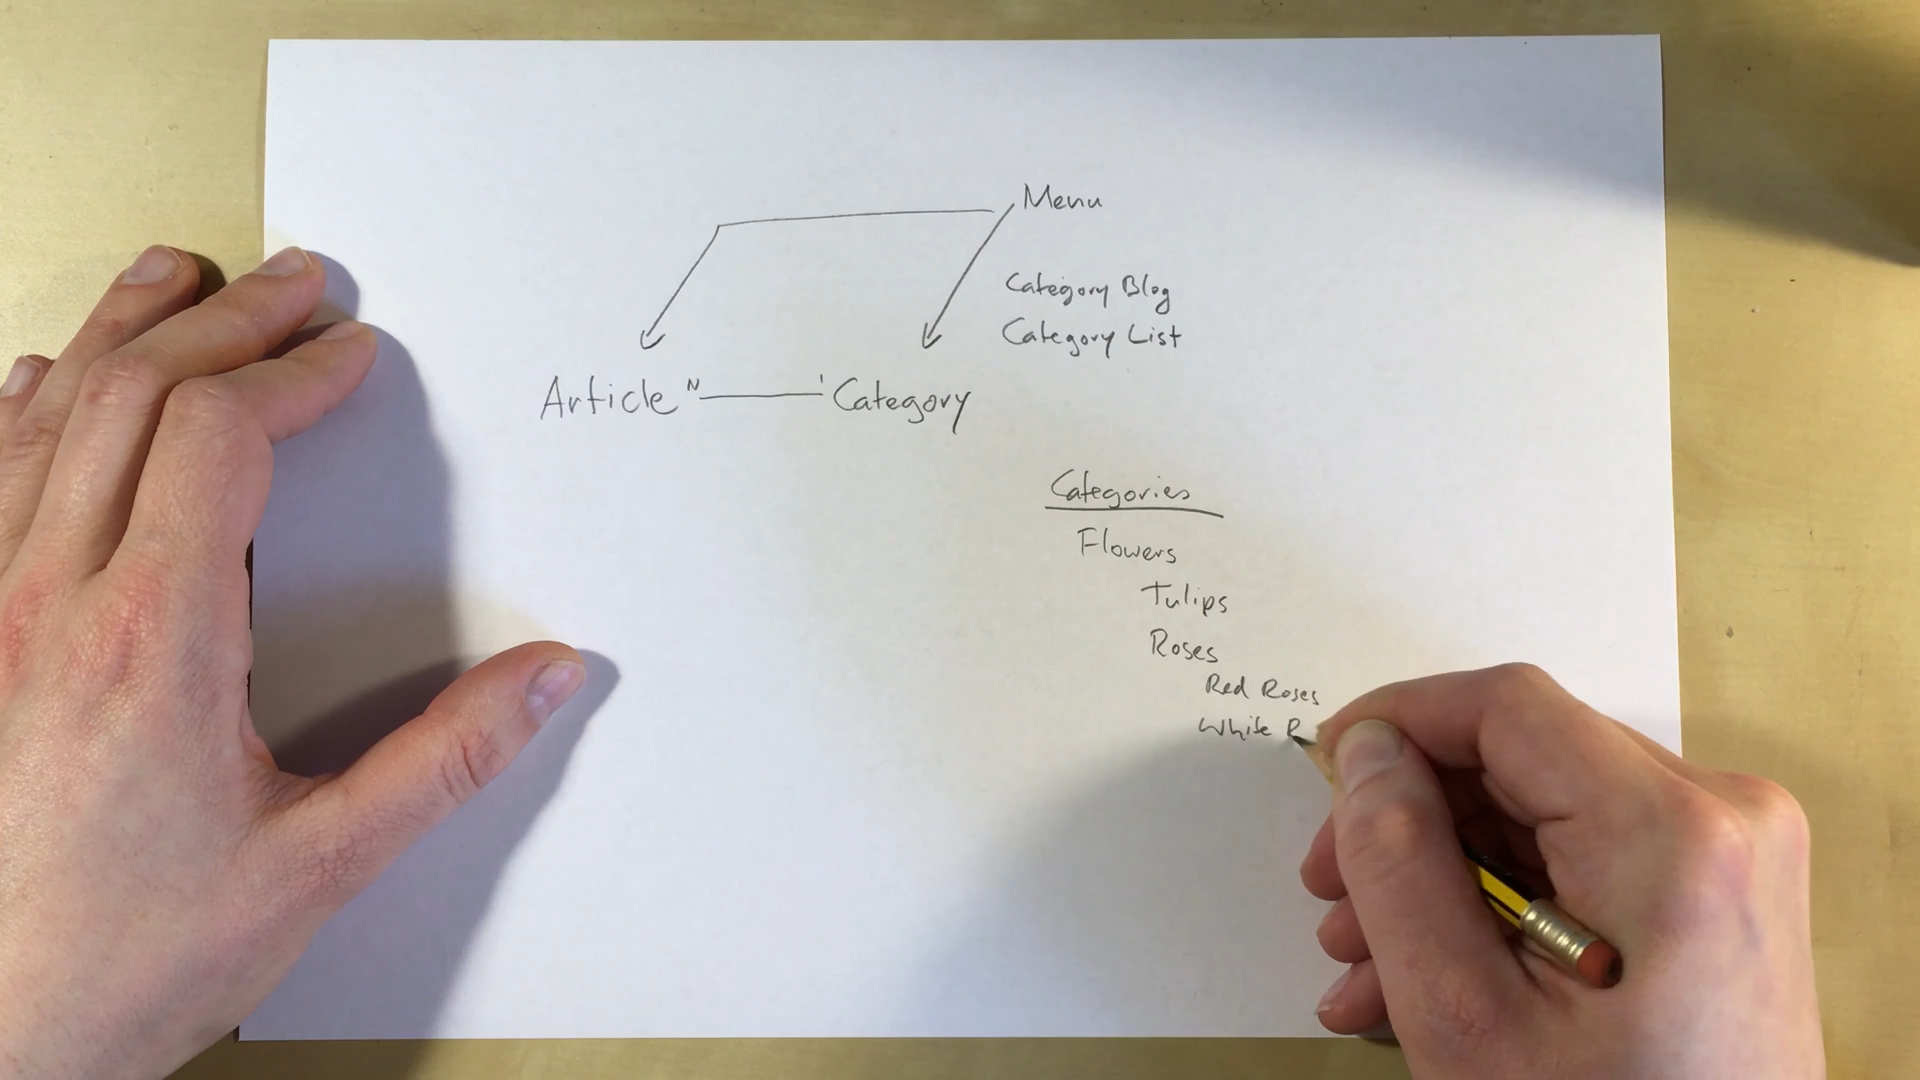 Menu
Category Blog
Category List
Article N 1 Category
Categories
Flowers
Tulips
Roses
Red Roses
White R